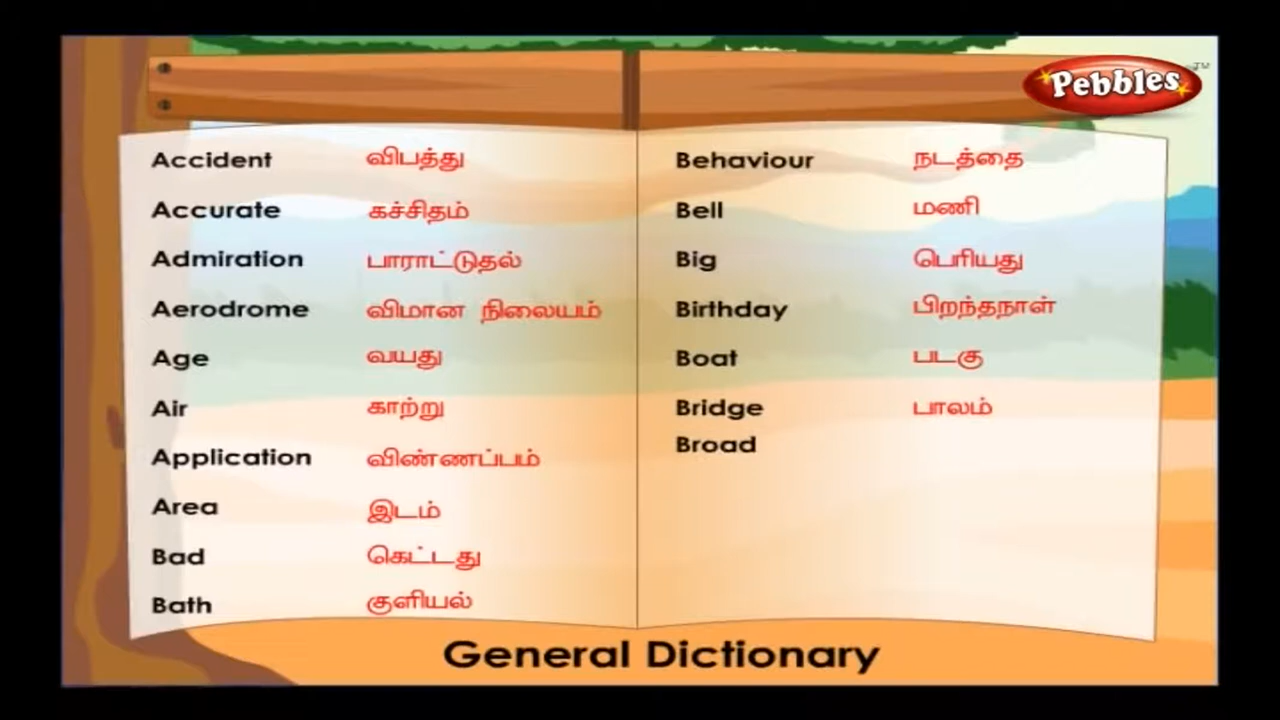 Pebbles™
Accident விபத்து
Accurate கச்சிதம்
Admiration பாராட்டுதல்
Aerodrome விமான நிலையம்
Age வயது
Air காற்று
Application விண்ணப்பம்
Area இடம்
Bad கெட்டது
Bath குளியல்
Behaviour நடத்தை
Bell மணி
Big பெரியது
Birthday பிறந்தநாள்
Boat படகு
Bridge பாலம்
Broad
General Dictionary